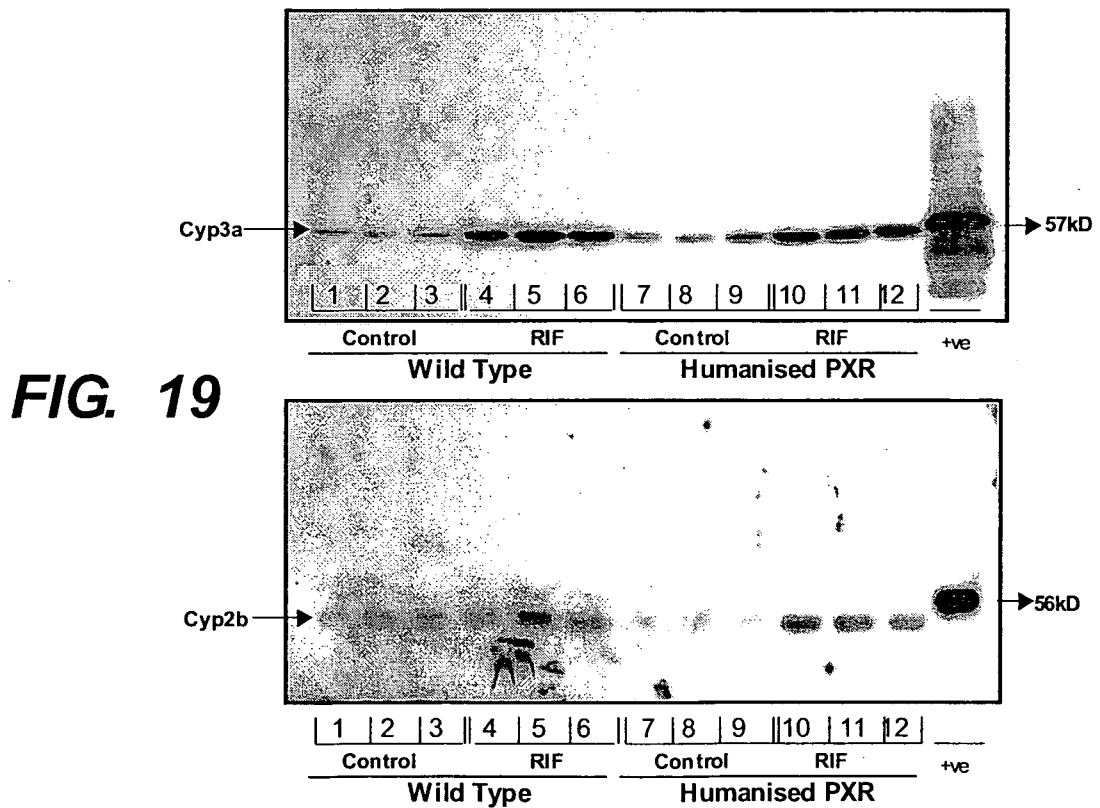 Cyp3a
57kD
1 2 3 4 5 6 7 8 9 10 11 12
Control RIF Control RIF +ve
Wild Type Humanised PXR
FIG. 19
Cyp2b
56kD
1 2 3 4 5 6 7 8 9 10 11 12
Control RIF Control RIF +ve
Wild Type Humanised PXR